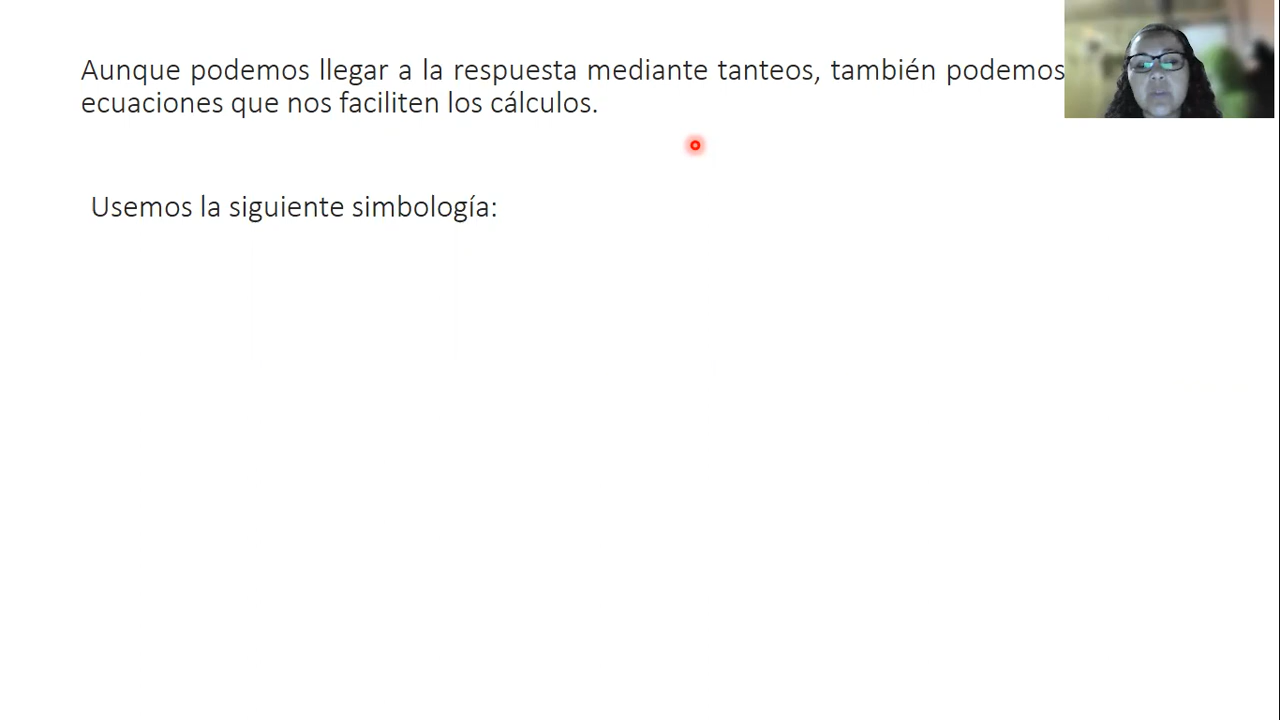 Aunque podemos llegar a la respuesta mediante tanteos, también podemos
ecuaciones que nos faciliten los cálculos.
Usemos la siguiente simbología: